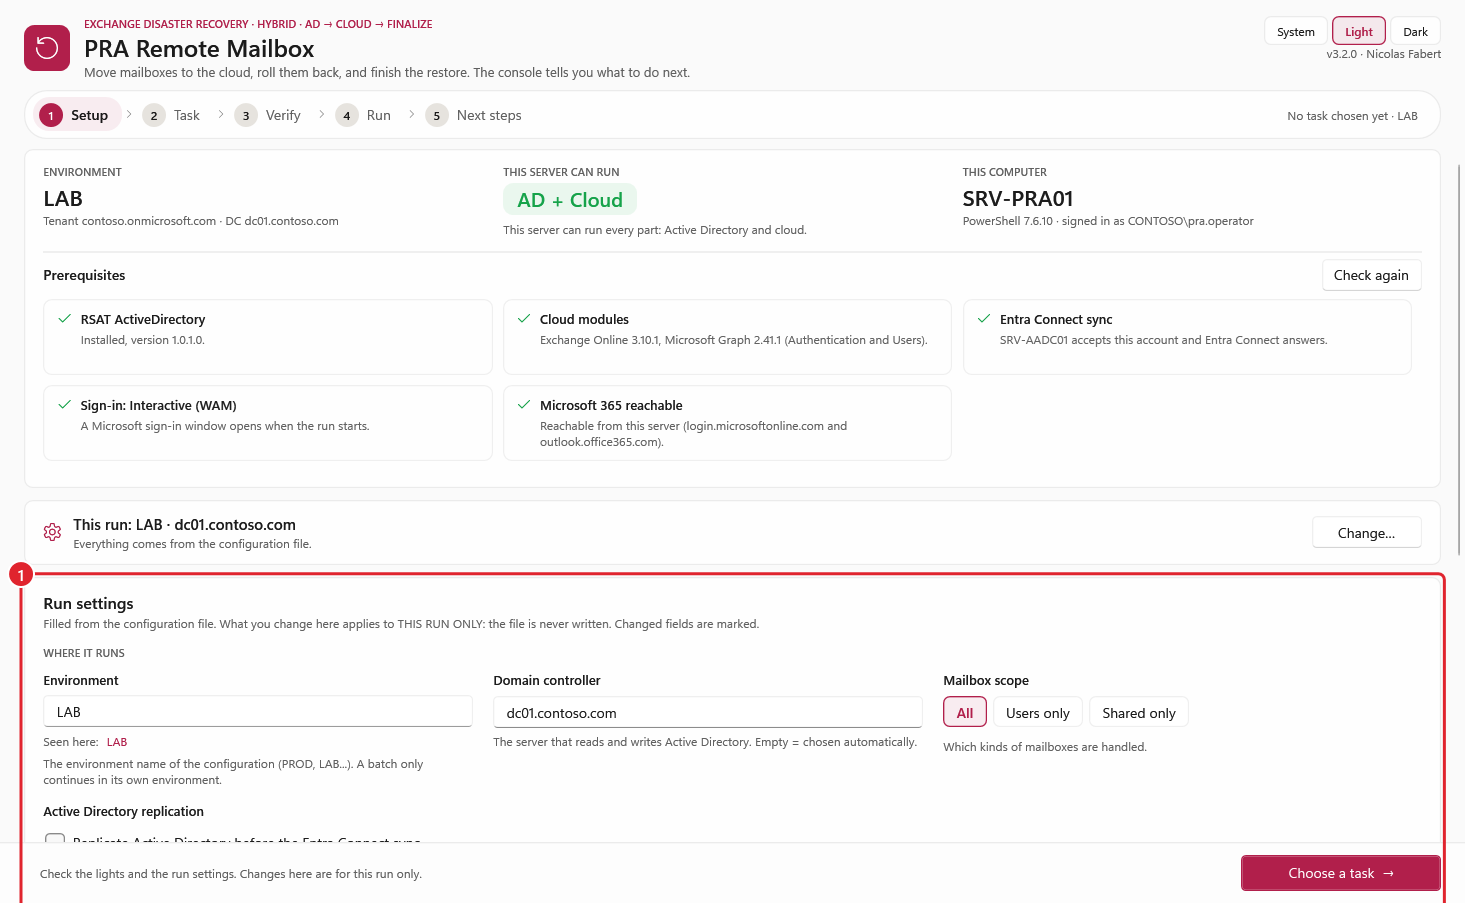 EXCHANGE DISASTER RECOVERY · HYBRID · AD → CLOUD → FINALIZE
PRA Remote Mailbox
Move mailboxes to the cloud, roll them back, and finish the restore. The console tells you what to do next.
System
Light
Dark
v3.2.0 · Nicolas Fabert
1 Setup
2 Task
3 Verify
4 Run
5 Next steps
No task chosen yet · LAB
ENVIRONMENT
LAB
Tenant contoso.onmicrosoft.com · DC dc01.contoso.com
THIS SERVER CAN RUN
AD + Cloud
This server can run every part: Active Directory and cloud.
THIS COMPUTER
SRV-PRA01
PowerShell 7.6.10 · signed in as CONTOSO\pra.operator
Prerequisites
Check again
RSAT ActiveDirectory
Installed, version 1.0.1.0.
Cloud modules
Exchange Online 3.10.1, Microsoft Graph 2.41.1 (Authentication and Users).
Entra Connect sync
SRV-AADC01 accepts this account and Entra Connect answers.
Sign-in: Interactive (WAM)
A Microsoft sign-in window opens when the run starts.
Microsoft 365 reachable
Reachable from this server (login.microsoftonline.com and
outlook.office365.com).
This run: LAB · dc01.contoso.com
Everything comes from the configuration file.
Change...
1
Run settings
Filled from the configuration file. What you change here applies to THIS RUN ONLY: the file is never written. Changed fields are marked.
WHERE IT RUNS
Environment
LAB
Seen here: LAB
The environment name of the configuration (PROD, LAB...). A batch only
continues in its own environment.
Domain controller
dc01.contoso.com
The server that reads and writes Active Directory. Empty = chosen automatically.
Mailbox scope
All
Users only
Shared only
Which kinds of mailboxes are handled.
Active Directory replication
Replicate Active Directory before the Entra Connect sync
Check the lights and the run settings. Changes here are for this run only.
Choose a task →